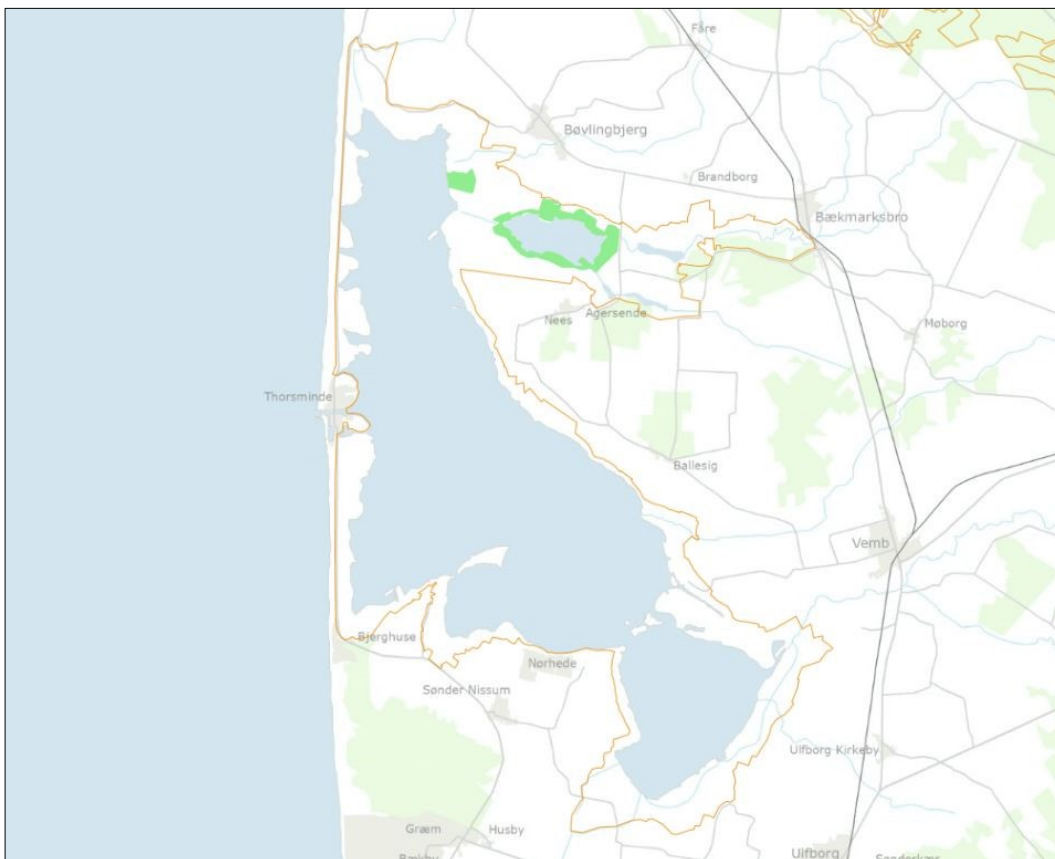 Fåre
Bøvlingbjerg
Brandborg
Bækmarksbro
Nees
Agersende
Møborg
Thorsminde
Ballesig
Vemb
Bjerghuse
Nørhede
Sønder Nissum
Ulfborg Kirkeby
Græm
Husby
Ulfborg